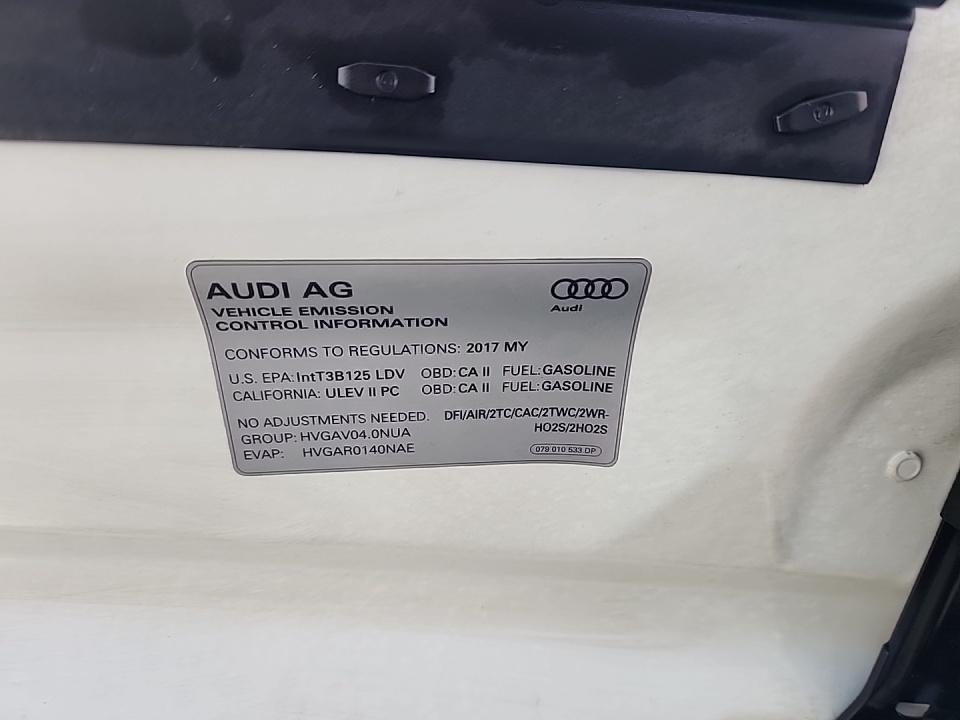 AUDI AG
Audi
VEHICLE EMISSION
CONTROL INFORMATION
CONFORMS TO REGULATIONS: 2017 MY
U.S. EPA: IntT3B125 LDV OBD: CA II FUEL: GASOLINE
CALIFORNIA: ULEV II PC OBD: CA II FUEL: GASOLINE
NO ADJUSTMENTS NEEDED. DFI/AIR/2TC/CAC/2TWC/2WR-
GROUP: HVGAV04.0NUA HO2S/2HO2S
EVAP: HVGAR0140NAE 079 010 533 DP